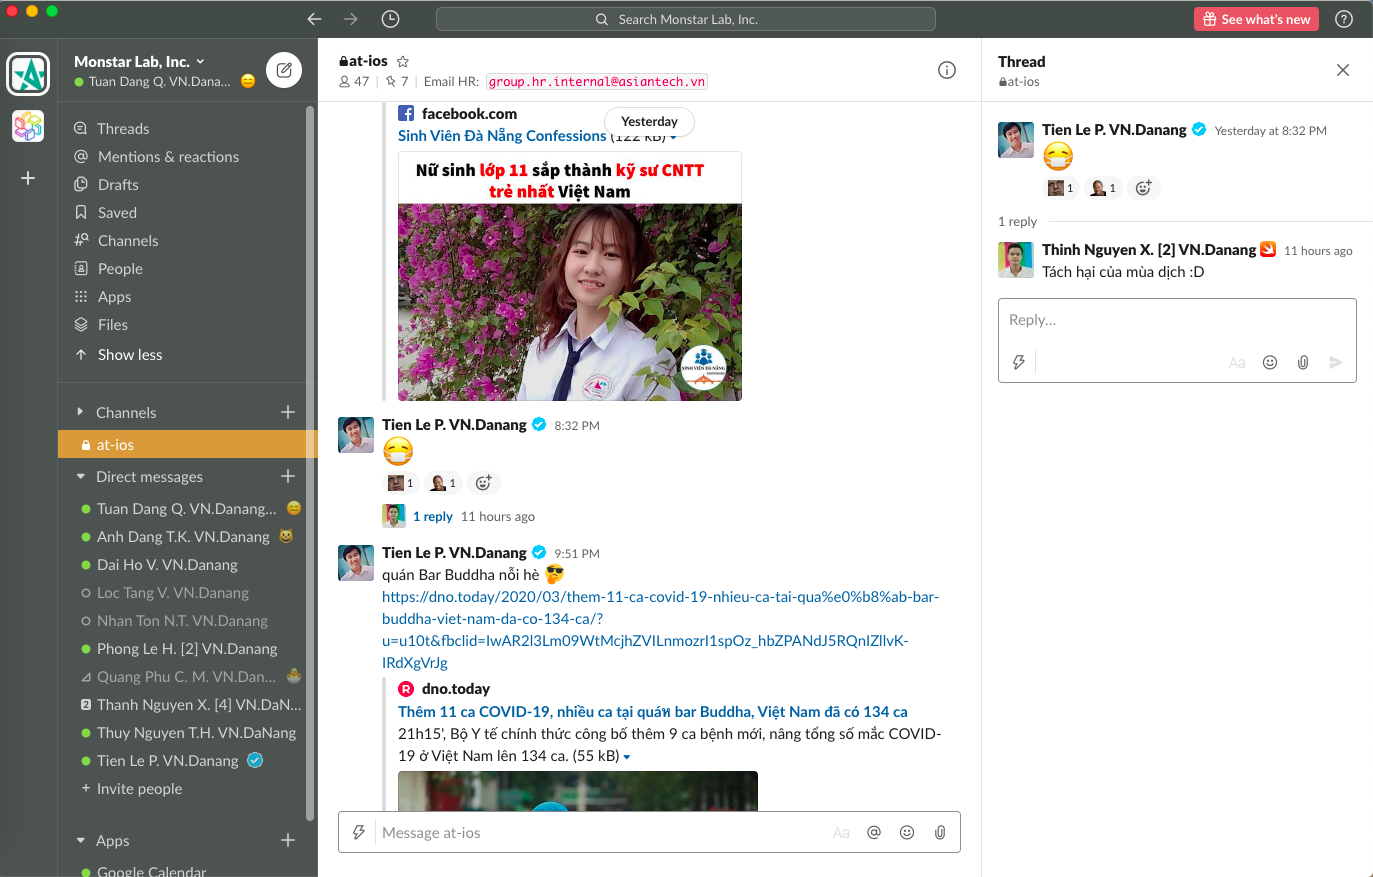 Search Monstar Lab, Inc.
See what's new
Monstar Lab, Inc.
Tuan Dang Q. VN.Dana...
Threads
Mentions & reactions
Drafts
Saved
Channels
People
Apps
Files
Show less
Channels
at-ios
Direct messages
Tuan Dang Q. VN.Danang...
Anh Dang T.K. VN.Danang
Dai Ho V. VN.Danang
Loc Tang V. VN.Danang
Nhan Ton N.T. VN.Danang
Phong Le H. [2] VN.Danang
Quang Phu C. M. VN.Dan...
2 Thanh Nguyen X. [4] VN.DaN...
Thuy Nguyen T.H. VN.DaNang
Tien Le P. VN.Danang
+ Invite people
Apps
Google Calendar
at-ios
47 | 7 | Email HR: group.hr.internal@asiantech.vn
facebook.com
Yesterday
Sinh Viên Đà Nẵng Confessions (122 kB)
Nữ sinh lớp 11 sắp thành kỹ sư CNTT
trẻ nhất Việt Nam
SINH VIÊN ĐÀ NẴNG
CONFESSIONS
Tien Le P. VN.Danang 8:32 PM
1 1
1 reply 11 hours ago
Tien Le P. VN.Danang 9:51 PM
quán Bar Buddha nỗi hè
https://dno.today/2020/03/them-11-ca-covid-19-nhieu-ca-tai-qua%e0%b8%ab-bar-
buddha-viet-nam-da-co-134-ca/?
u=u10t&fbclid=IwAR2l3Lm09WtMcjhZVILnmozrI1spOz_hbZPANdJ5RQnIZllvK-
IRdXgVrJg
R dno.today
Thêm 11 ca COVID-19, nhiều ca tại quáห bar Buddha, Việt Nam đã có 134 ca
21h15', Bộ Y tế chính thức công bố thêm 9 ca bệnh mới, nâng tổng số mắc COVID-
19 ở Việt Nam lên 134 ca. (55 kB)
Message at-ios
Aa @
Thread
at-ios
Tien Le P. VN.Danang Yesterday at 8:32 PM
1 1
1 reply
Thinh Nguyen X. [2] VN.Danang 11 hours ago
Tách hại của mùa dịch :D
Reply...
Aa